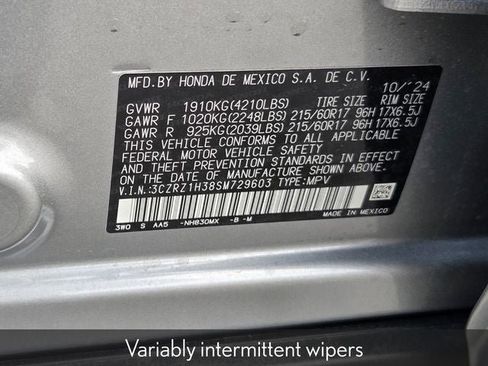 MFD.BY HONDA DE MEXICO S.A. DE C.V.
10/'24
GVWR 1910KG(4210LBS) TIRE SIZE RIM SIZE
GAWR F 1020KG(2248LBS) 215/60R17 96H 17X6.5J
GAWR R 925KG(2039LBS) 215/60R17 96H 17X6.5J
THIS VEHICLE CONFORMS TO ALL APPLICABLE
FEDERAL MOTOR VEHICLE SAFETY, BUMPER,
AND THEFT PREVENTION STANDARDS IN EFFECT
ON THE DATE OF MANUFACTURE SHOWN ABOVE.
V.I.N.:3CZRZ1H38SM729603 TYPE:MPV
3W0 S AA5 -NH830MX -B -M MADE IN MEXICO
Variably intermittent wipers